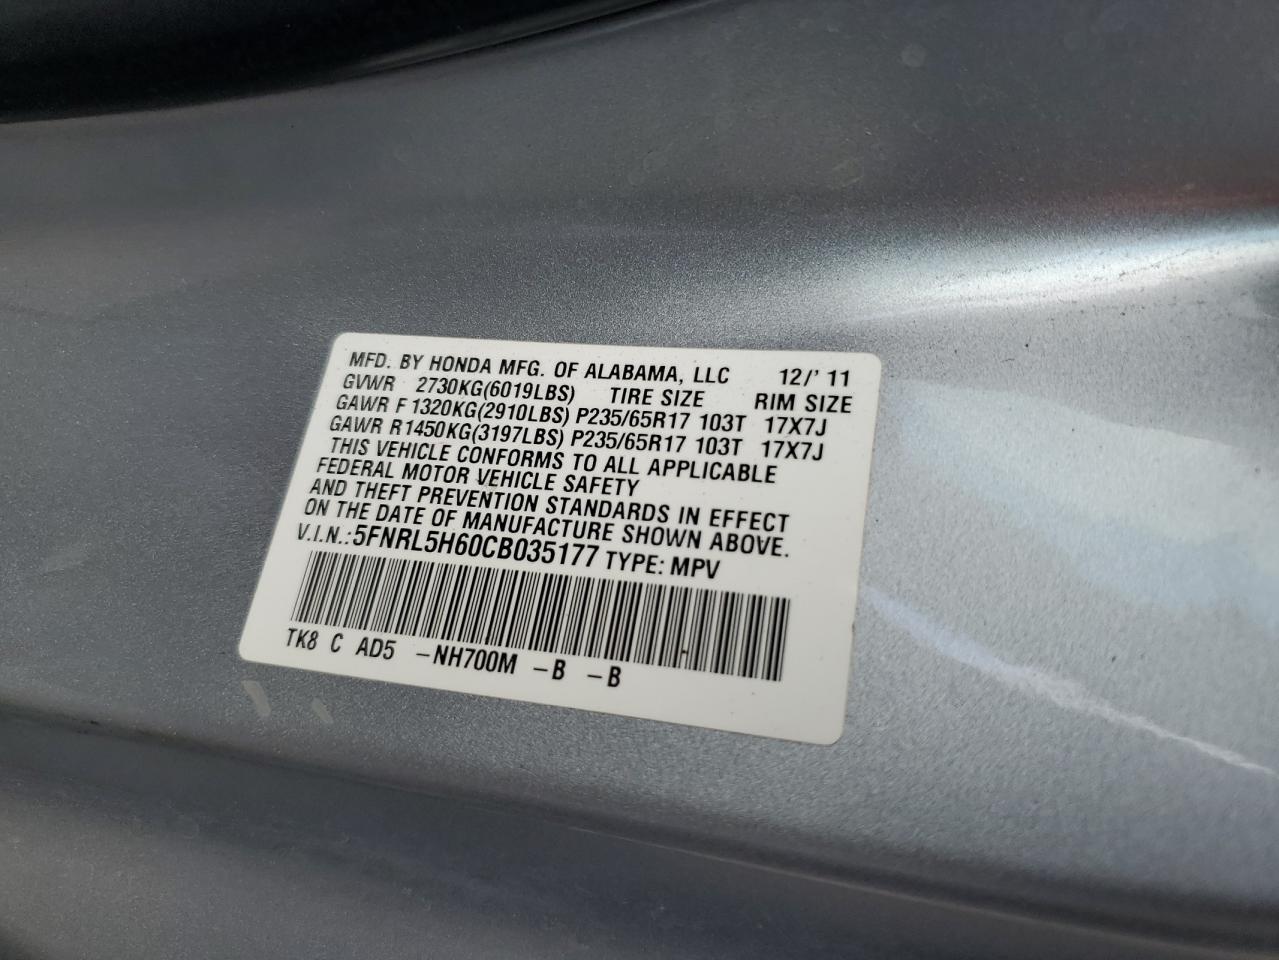 MFD. BY HONDA MFG. OF ALABAMA, LLC 12/' 11
GVWR 2730KG(6019LBS) TIRE SIZE RIM SIZE
GAWR F 1320KG(2910LBS) P235/65R17 103T 17X7J
GAWR R1450KG(3197LBS) P235/65R17 103T 17X7J
THIS VEHICLE CONFORMS TO ALL APPLICABLE
FEDERAL MOTOR VEHICLE SAFETY
AND THEFT PREVENTION STANDARDS IN EFFECT
ON THE DATE OF MANUFACTURE SHOWN ABOVE.
V.I.N.: 5FNRL5H60CB035177 TYPE: MPV
TK8 C AD5 -NH700M -B -B